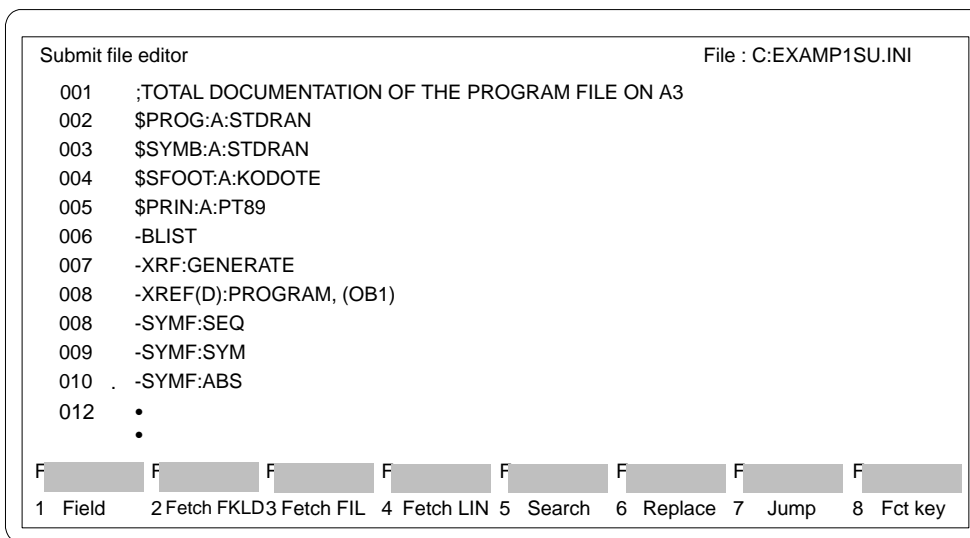 Submit file editor File : C:EXAMP1SU.INI
001 ;TOTAL DOCUMENTATION OF THE PROGRAM FILE ON A3
002 $PROG:A:STDRAN
003 $SYMB:A:STDRAN
004 $SFOOT:A:KODOTE
005 $PRIN:A:PT89
006 -BLIST
007 -XRF:GENERATE
008 -XREF(D):PROGRAM, (OB1)
008 -SYMF:SEQ
009 -SYMF:SYM
010 . -SYMF:ABS
012 •
•
F F F F F F F F
1 Field 2 Fetch FKLD 3 Fetch FIL 4 Fetch LIN 5 Search 6 Replace 7 Jump 8 Fct key